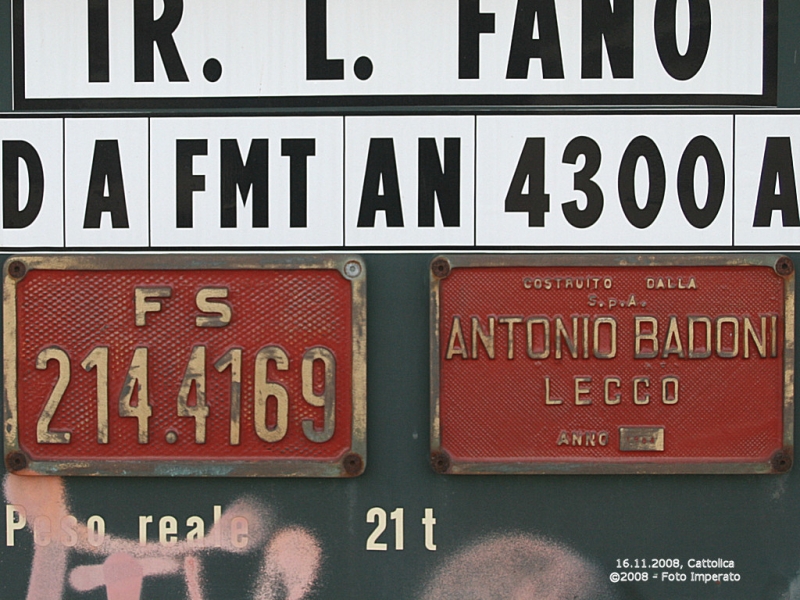 TR. L. FANO
D A FMT AN 4300 A
FS
214.4169
COSTRUITO DALLA
S.p.A.
ANTONIO BADONI
LECCO
ANNO
Peso reale 21 t
16.11.2008, Cattolica
©2008 - Foto Imperato